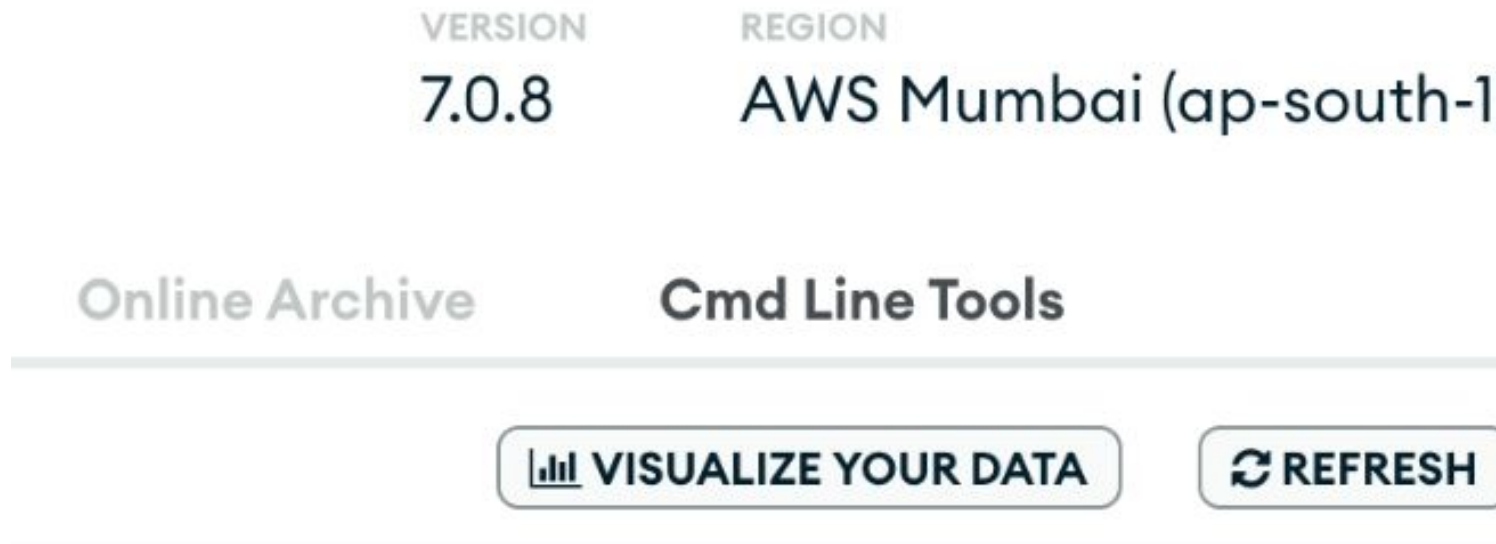 VERSION REGION
7.0.8 AWS Mumbai (ap-south-1
Online Archive Cmd Line Tools
VISUALIZE YOUR DATA REFRESH